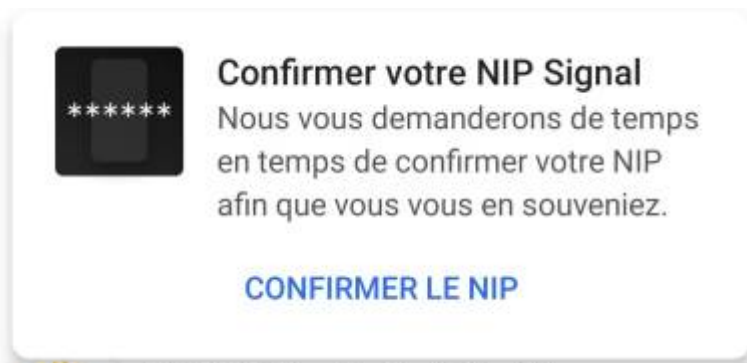 ******
Confirmer votre NIP Signal
Nous vous demanderons de temps
en temps de confirmer votre NIP
afin que vous vous en souveniez.
CONFIRMER LE NIP